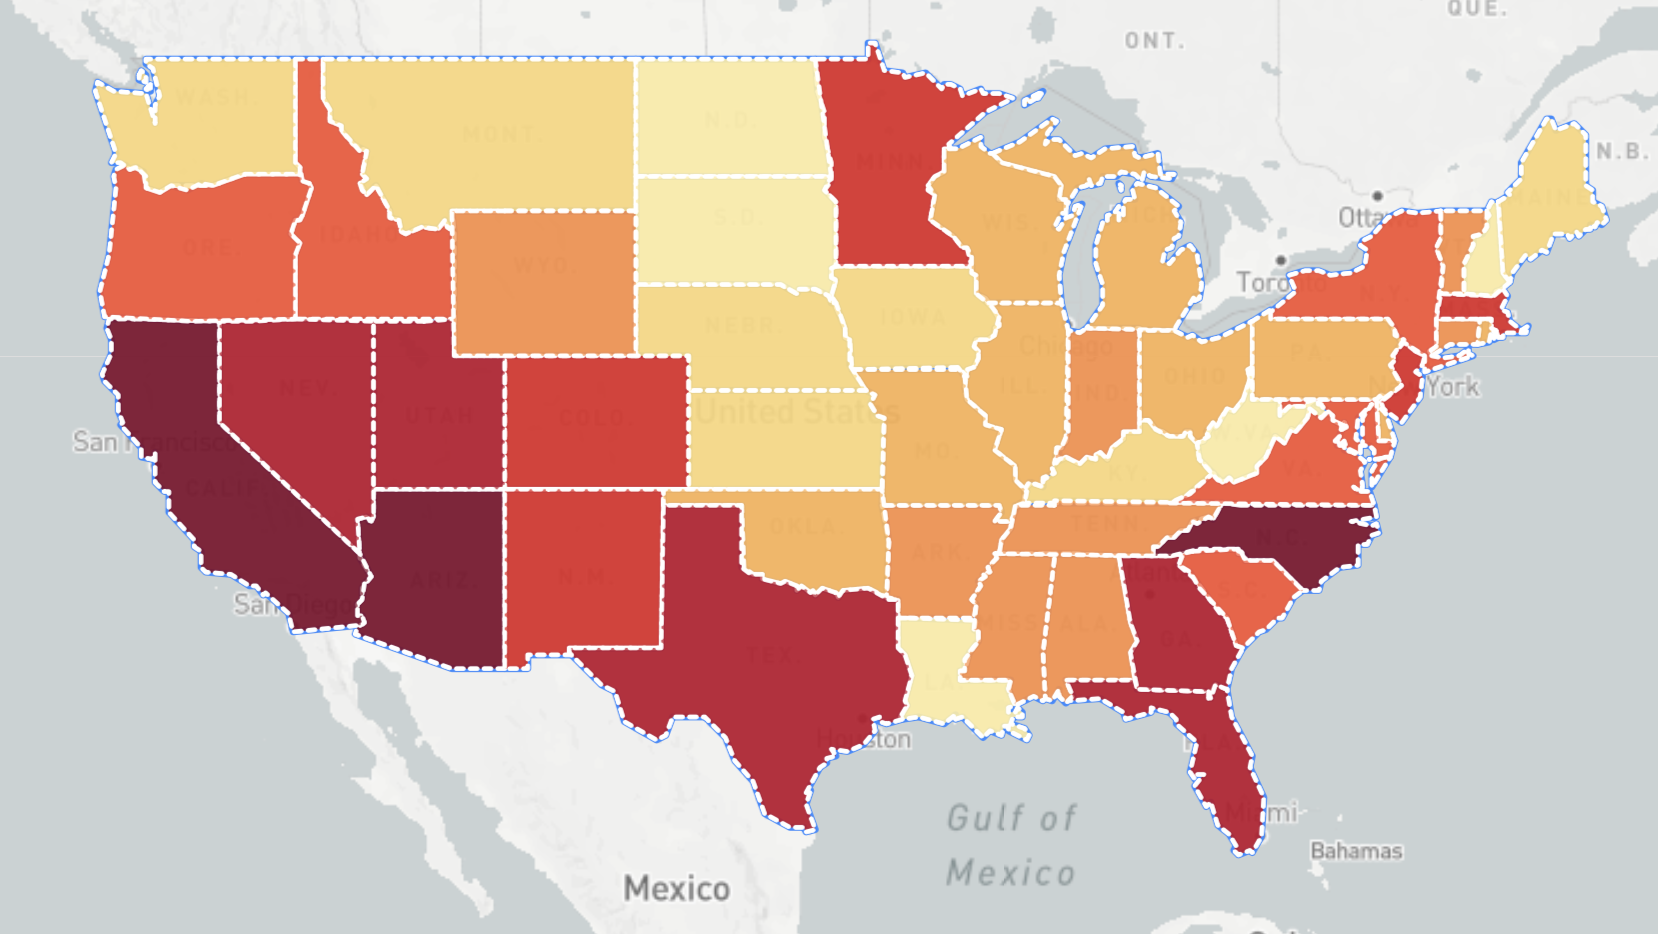 QUE.
ONT.
WASH
N.D.
MONT.
MINN.
N.B.
MAINE
S.D.
WIS.
MICH
Ottawa
ORE.
IDAHO
WYO.
VT.
Toronto
N.Y.
MASS.
NEBR.
IOWA
Chicago
PA.
NEV.
UTAH
COLO
ILL.
IND.
OHIO
New York
United States
San Francisco
W.VA.
MO.
KY
VA.
CALIF.
OKLA.
TENN.
N.C.
ARK.
ARIZ.
N.M.
Atlanta
S.C.
San Diego
MISS.
ALA.
GA.
TEX.
LA.
Houston
FLA.
Miami
Gulf of
Mexico
Bahamas
Mexico